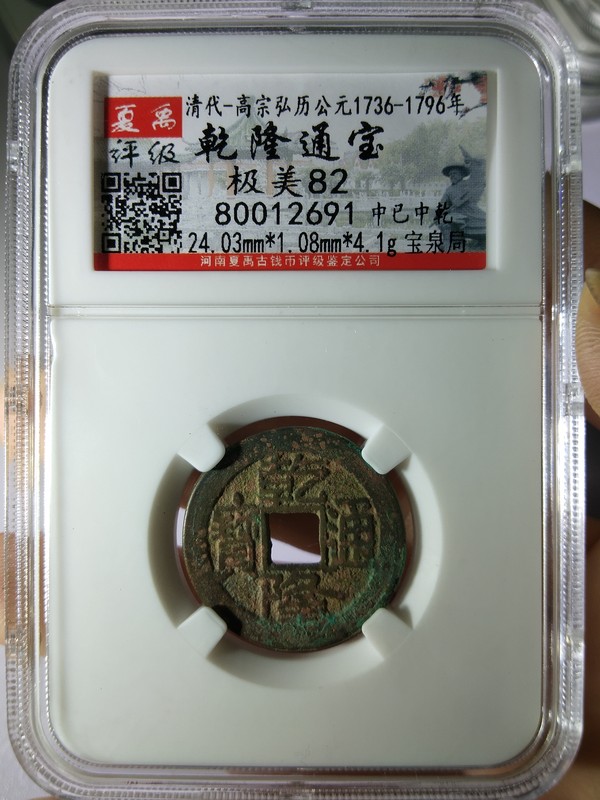 夏禹
评级
清代-高宗弘历公元1736-1796年
乾隆通宝
极美82
80012691 中已中乾
24.03mm*1.08mm*4.1g 宝泉局
河南夏禹古钱币评级鉴定公司
乾隆通寳